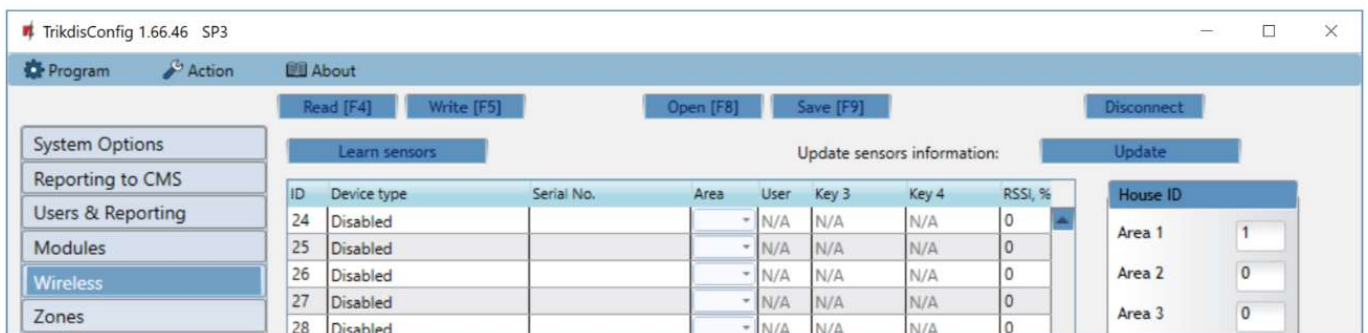 TrikdisConfig 1.66.46 SP3
Program Action About
Read [F4] Write [F5] Open [F8] Save [F9] Disconnect
System Options
Reporting to CMS
Users & Reporting
Modules
Wireless
Zones
Learn sensors Update sensors information: Update
ID Device type Serial No. Area User Key 3 Key 4 RSSI, %
24 Disabled N/A N/A N/A 0
25 Disabled N/A N/A N/A 0
26 Disabled N/A N/A N/A 0
27 Disabled N/A N/A N/A 0
28 Disabled N/A N/A N/A 0
House ID
Area 1 1
Area 2 0
Area 3 0